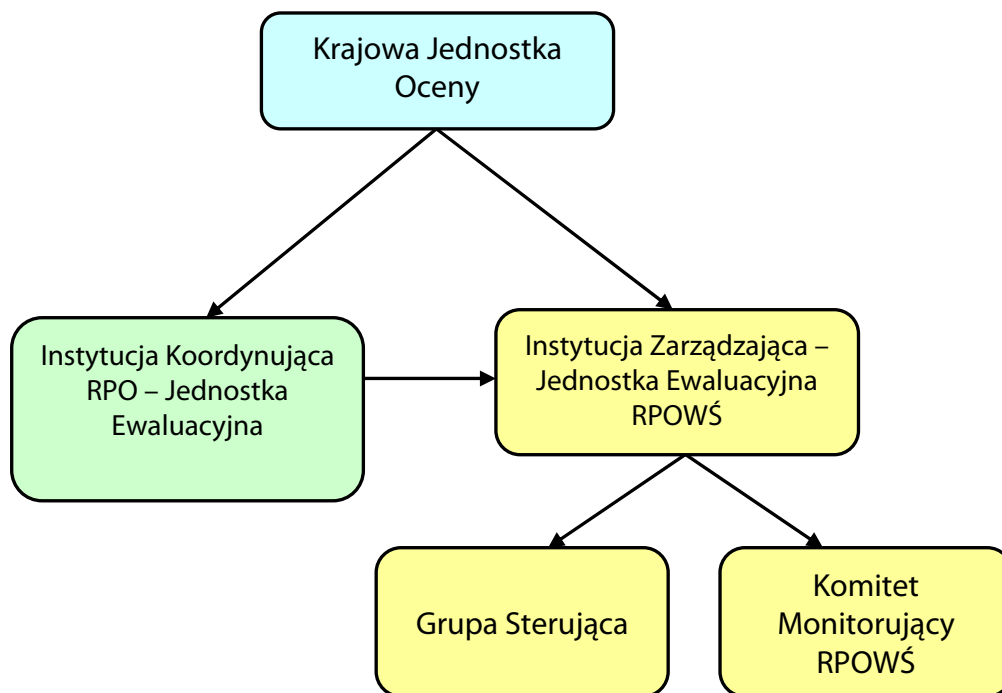 Krajowa Jednostka
Oceny
Instytucja Koordynująca
RPO – Jednostka
Ewaluacyjna
Instytucja Zarządzająca –
Jednostka Ewaluacyjna
RPOWŚ
Grupa Sterująca
Komitet
Monitorujący
RPOWŚ